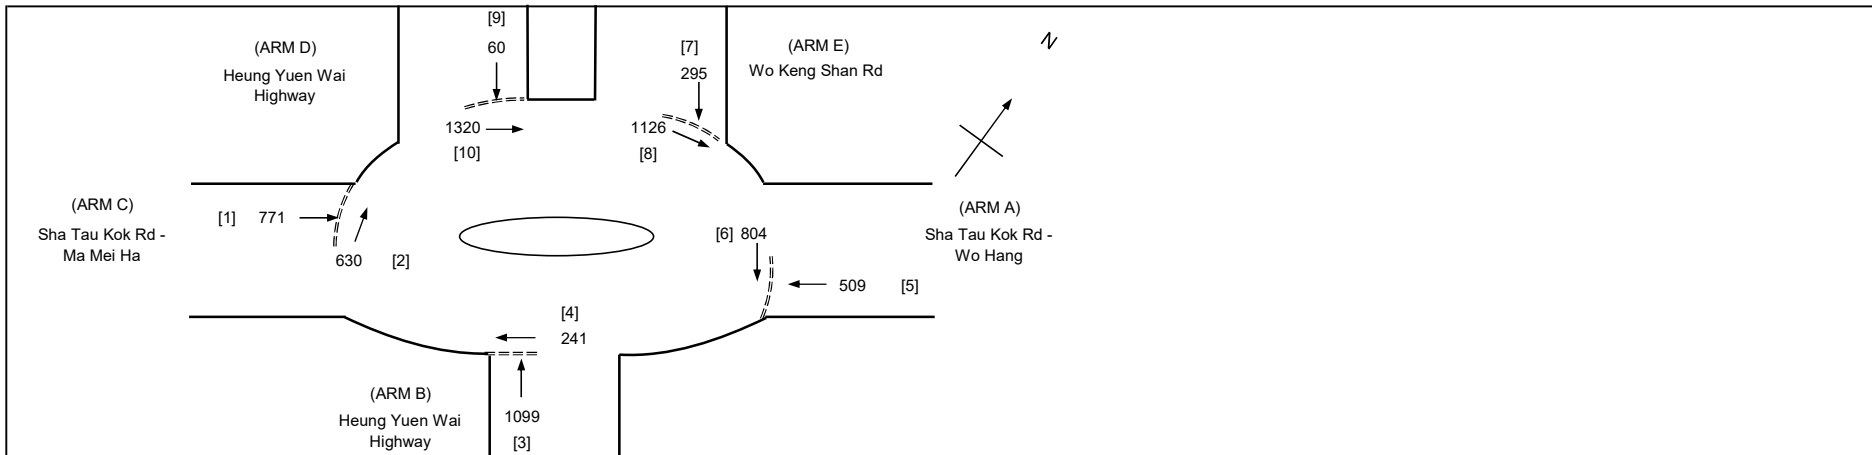 [9]
60
(ARM D)
Heung Yuen Wai
Highway
[7]
295
(ARM E)
Wo Keng Shan Rd
N
1320
[10]
1126
[8]
(ARM C)
Sha Tau Kok Rd -
Ma Mei Ha
[1] 771
630 [2]
[6] 804
(ARM A)
Sha Tau Kok Rd -
Wo Hang
509 [5]
[4]
241
(ARM B)
Heung Yuen Wai
Highway
1099
[3]